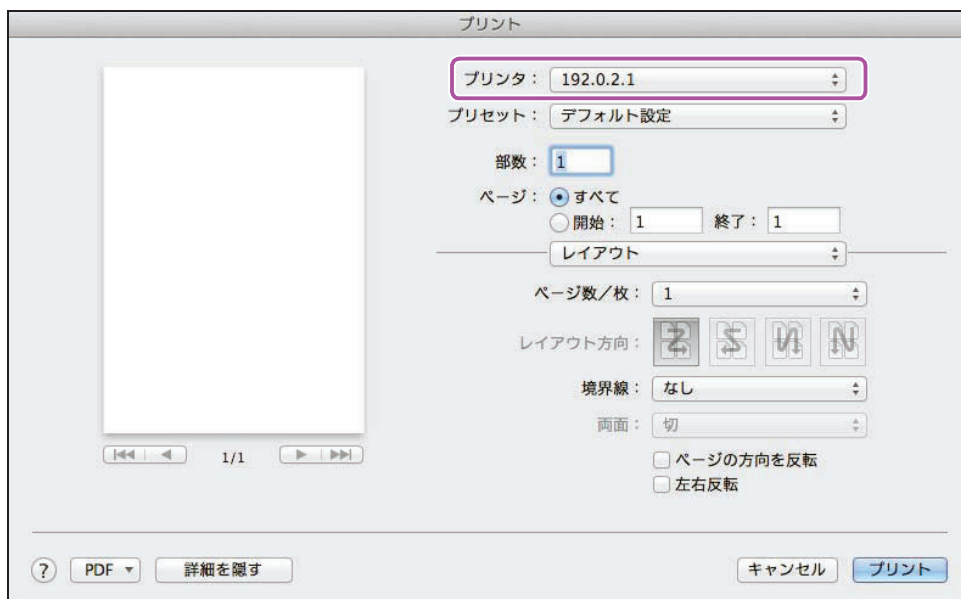 プリント
プリンタ： 192.0.2.1
プリセット： デフォルト設定
部数： 1
ページ： すべて
開始： 1 終了： 1
レイアウト
ページ数／枚： 1
レイアウト方向：
境界線： なし
両面： 切
1/1
ページの方向を反転
左右反転
? PDF 詳細を隠す キャンセル プリント